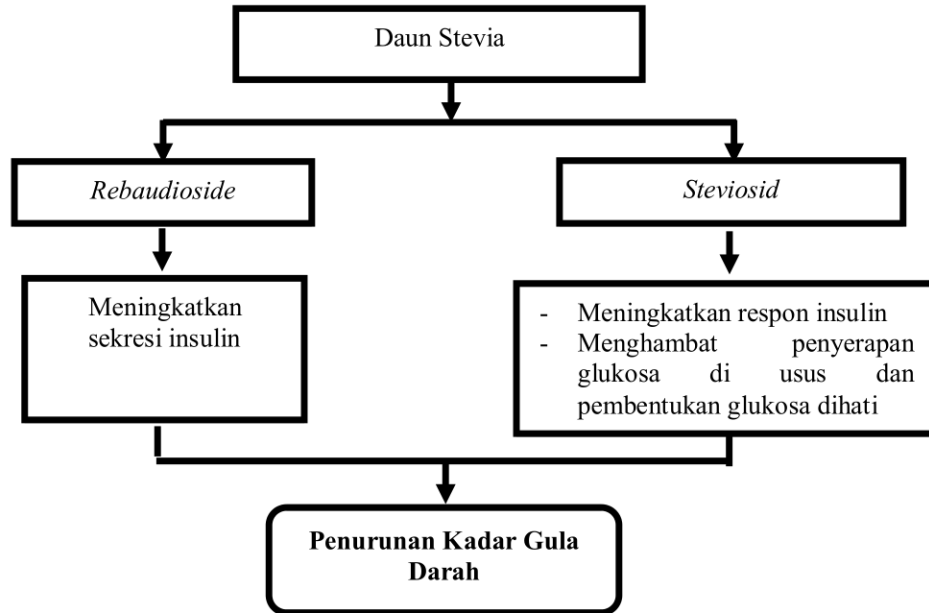 Daun Stevia
Rebaudioside
Steviosid
Meningkatkan
sekresi insulin
- Meningkatkan respon insulin
- Menghambat penyerapan
glukosa di usus dan
pembentukan glukosa dihati
Penurunan Kadar Gula
Darah